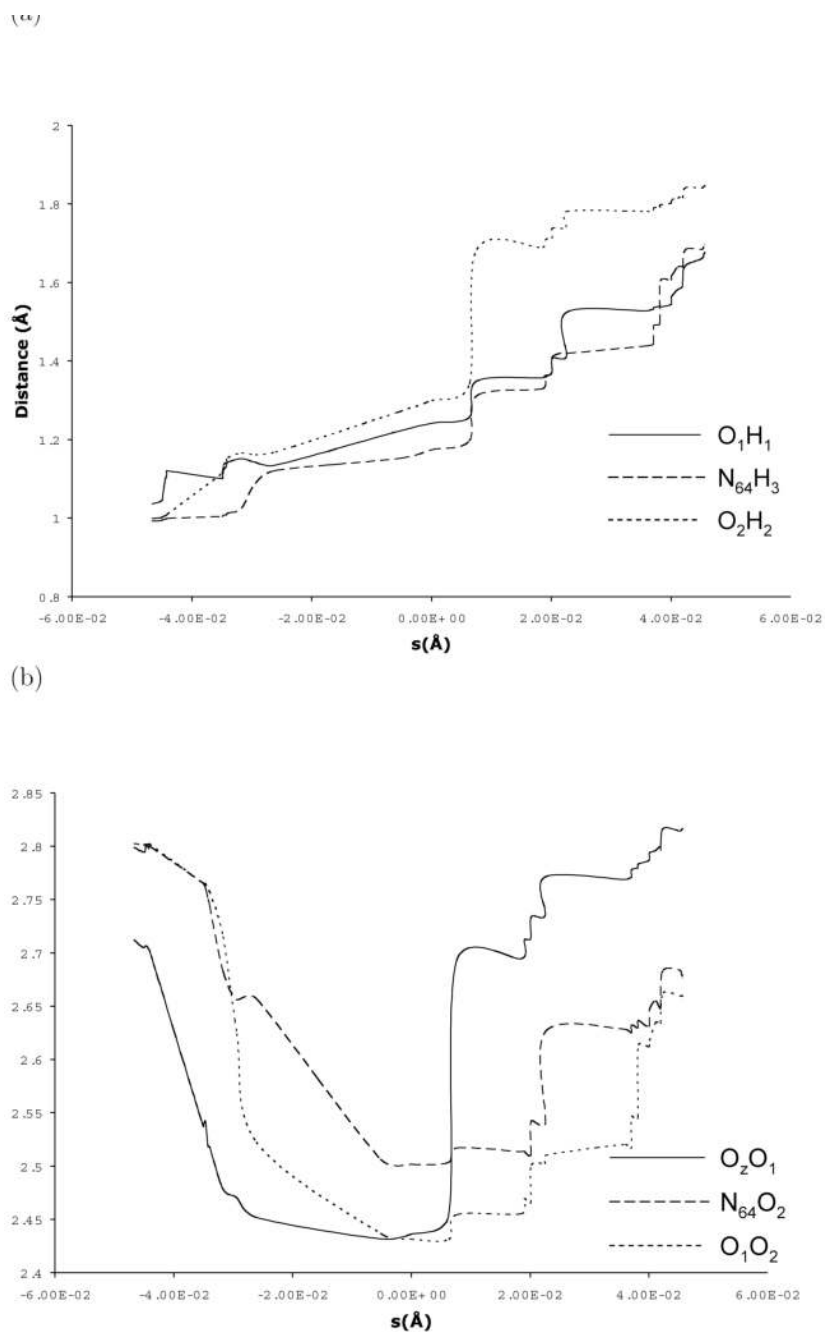 (a)
2
1.8
1.6
1.4
1.2
1
0.8
Distance (Å)
-6.00E-02 -4.00E-02 -2.00E-02 0.00E+00 2.00E-02 4.00E-02 6.00E-02
s(Å)
O₁H₁
N₆₄H₃
O₂H₂
(b)
2.85
2.8
2.75
2.7
2.65
2.6
2.55
2.5
2.45
2.4
-6.00E-02 -4.00E-02 -2.00E-02 0.00E+00 2.00E-02 4.00E-02 6.00E-02
s(Å)
O_zO₁
N₆₄O₂
O₁O₂